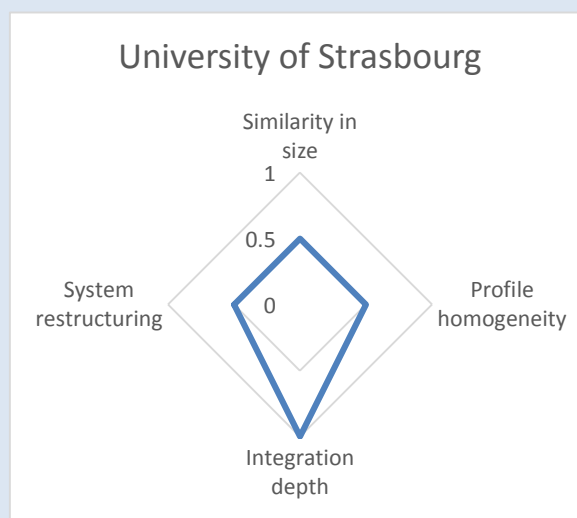 University of Strasbourg
Similarity in
size
1
0.5
System
restructuring
0
Profile
homogeneity
Integration
depth